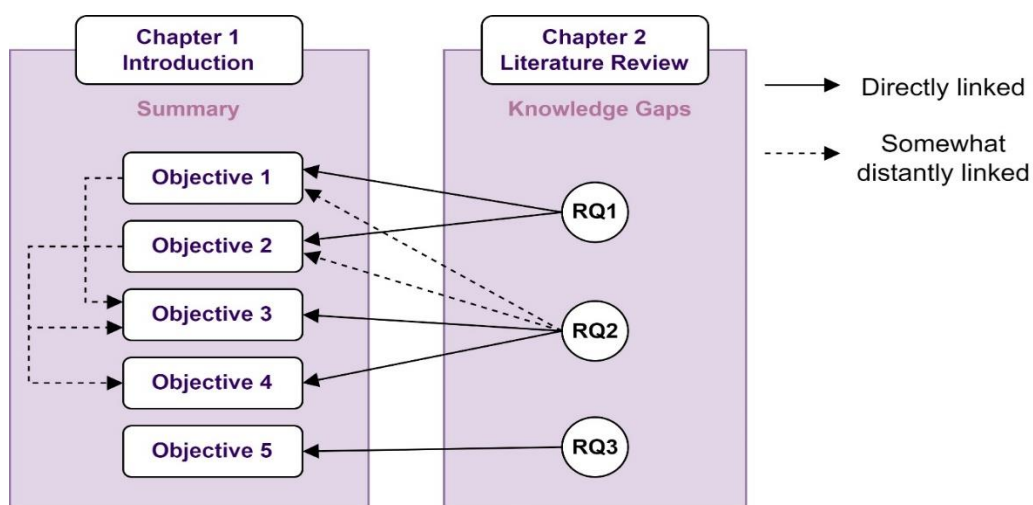 Chapter 1
Introduction
Summary
Objective 1
Objective 2
Objective 3
Objective 4
Objective 5
Chapter 2
Literature Review
Knowledge Gaps
RQ1
RQ2
RQ3
Directly linked
Somewhat
distantly linked